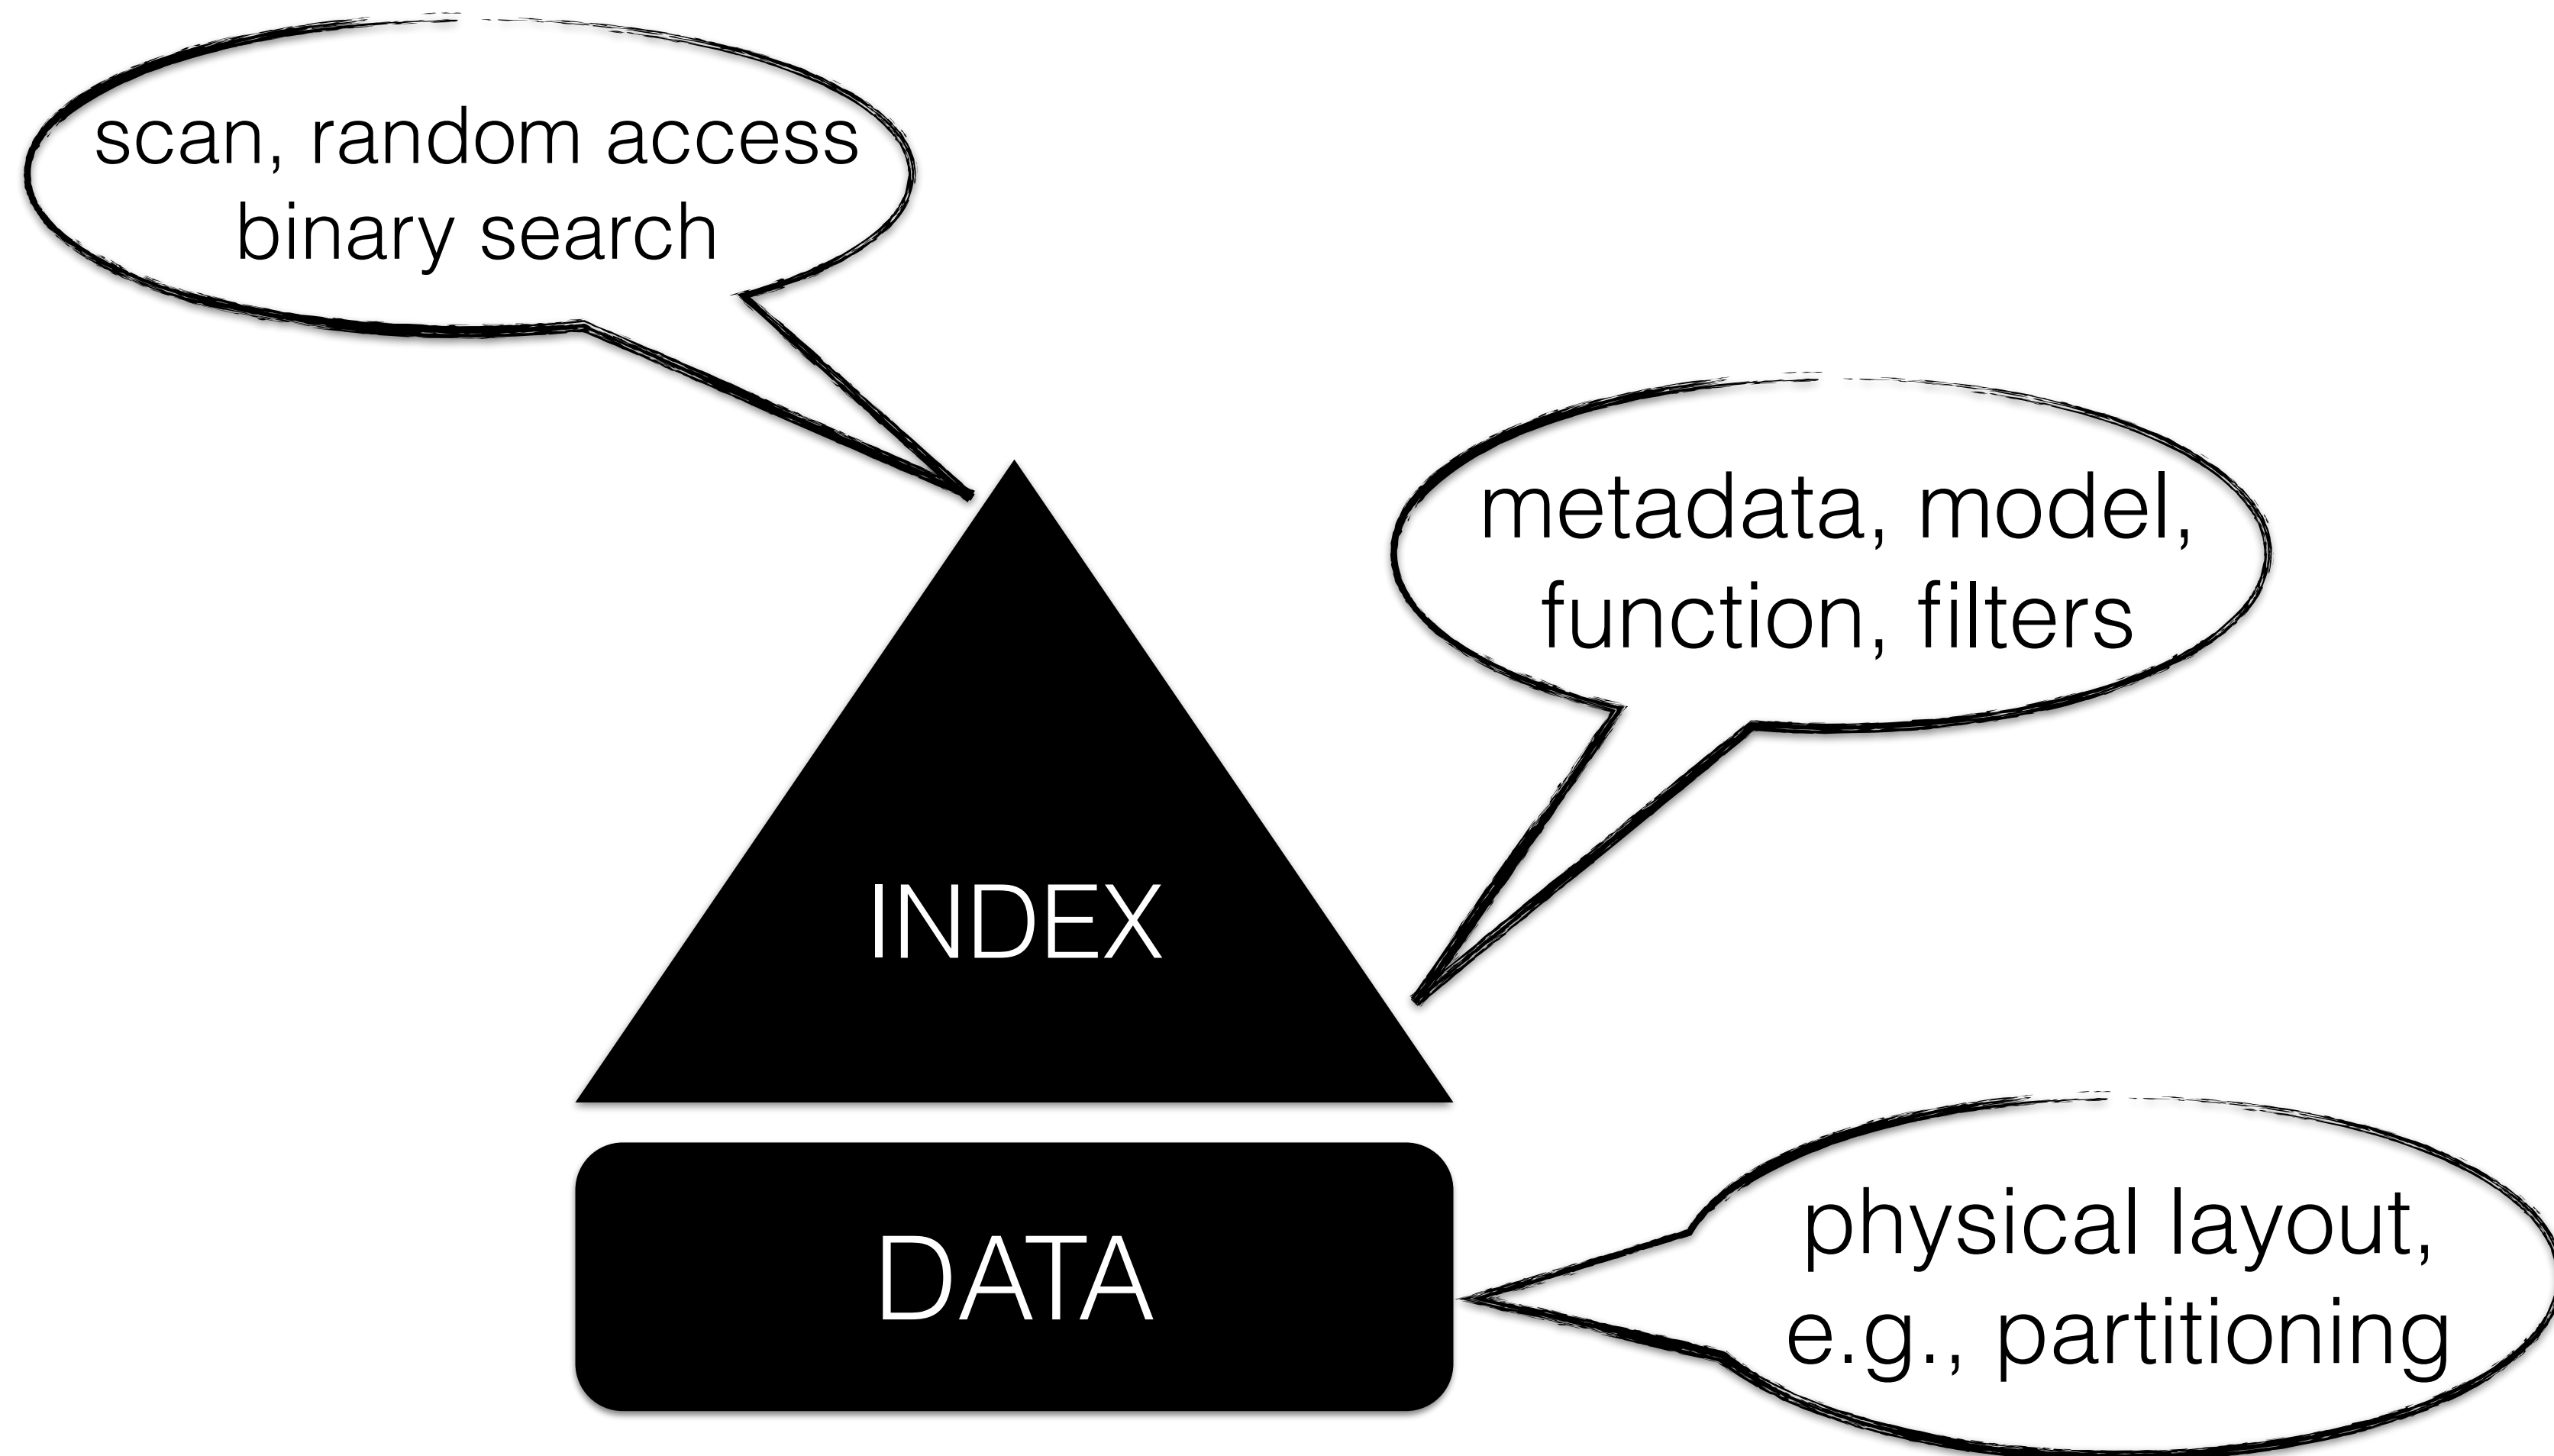 scan, random access
binary search
metadata, model,
function, filters
INDEX
DATA
physical layout,
e.g., partitioning